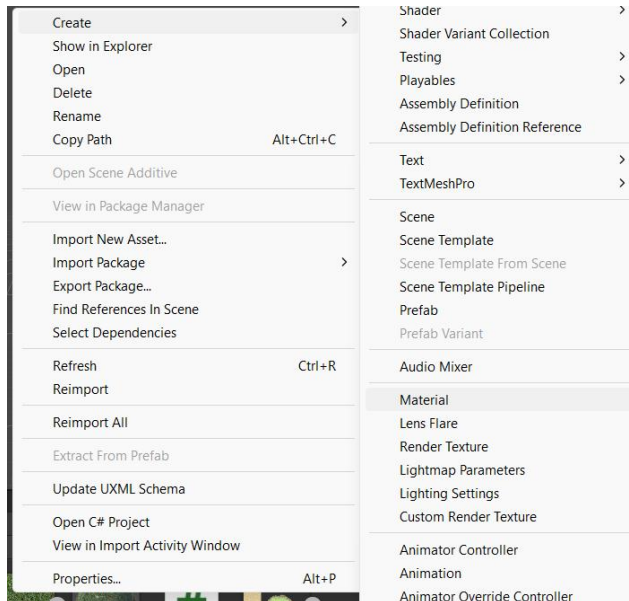 Create
Show in Explorer
Open
Delete
Rename
Copy Path Alt+Ctrl+C
Open Scene Additive
View in Package Manager
Import New Asset...
Import Package
Export Package...
Find References In Scene
Select Dependencies
Refresh Ctrl+R
Reimport
Reimport All
Extract From Prefab
Update UXML Schema
Open C# Project
View in Import Activity Window
Properties... Alt+P
Shader
Shader Variant Collection
Testing
Playables
Assembly Definition
Assembly Definition Reference
Text
TextMeshPro
Scene
Scene Template
Scene Template From Scene
Scene Template Pipeline
Prefab
Prefab Variant
Audio Mixer
Material
Lens Flare
Render Texture
Lightmap Parameters
Lighting Settings
Custom Render Texture
Animator Controller
Animation
Animator Override Controller